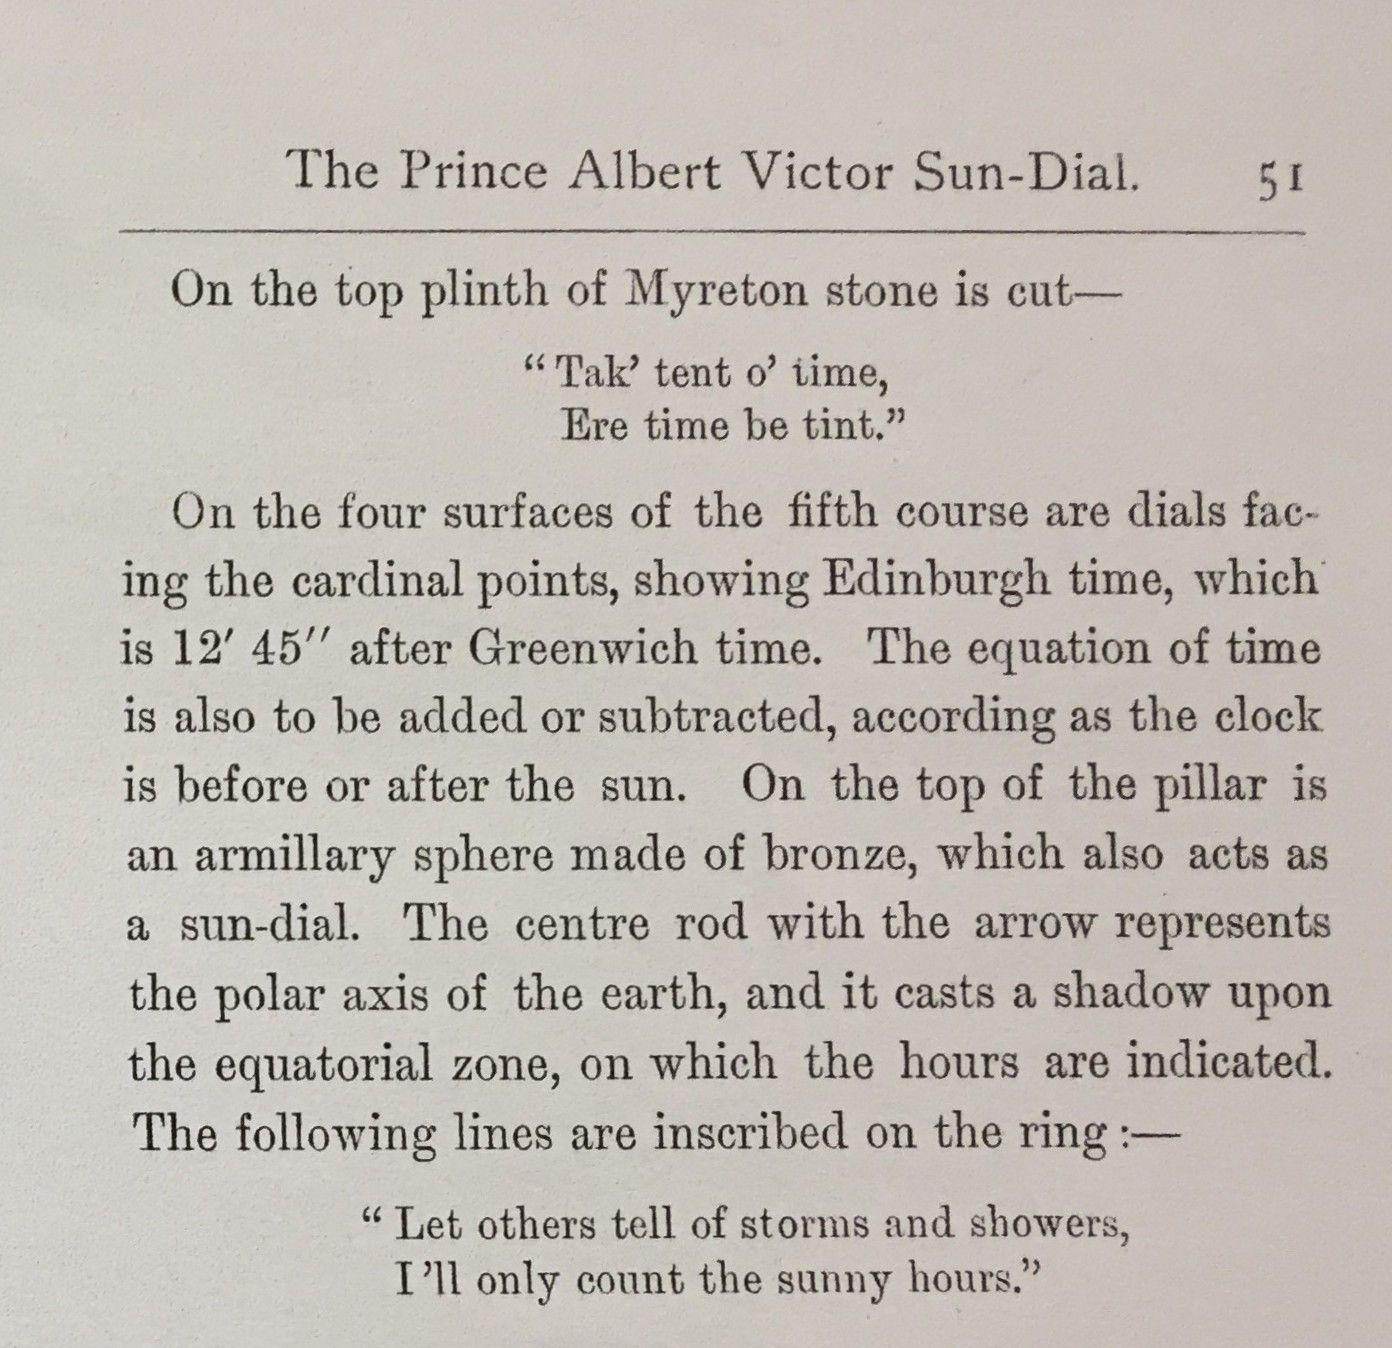 The Prince Albert Victor Sun-Dial. 51
On the top plinth of Myreton stone is cut—
“Tak’ tent o’ time,
Ere time be tint.”
On the four surfaces of the fifth course are dials fac-
ing the cardinal points, showing Edinburgh time, which
is 12′ 45″ after Greenwich time. The equation of time
is also to be added or subtracted, according as the clock
is before or after the sun. On the top of the pillar is
an armillary sphere made of bronze, which also acts as
a sun-dial. The centre rod with the arrow represents
the polar axis of the earth, and it casts a shadow upon
the equatorial zone, on which the hours are indicated.
The following lines are inscribed on the ring :—
“Let others tell of storms and showers,
I’ll only count the sunny hours.”